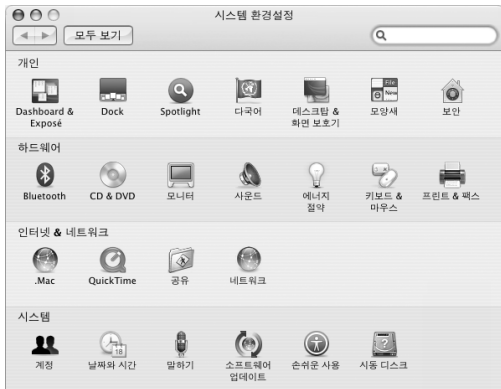 시스템 환경설정
모두 보기
개인
Dashboard & Exposé
Dock
Spotlight
다국어
데스크탑 & 화면 보호기
File
New
모양새
보안
하드웨어
Bluetooth
CD & DVD
모니터
사운드
에너지 절약
키보드 & 마우스
프린트 & 팩스
인터넷 & 네트워크
.Mac
QuickTime
공유
네트워크
시스템
계정
18
날짜와 시간
말하기
소프트웨어 업데이트
손쉬운 사용
?
시동 디스크